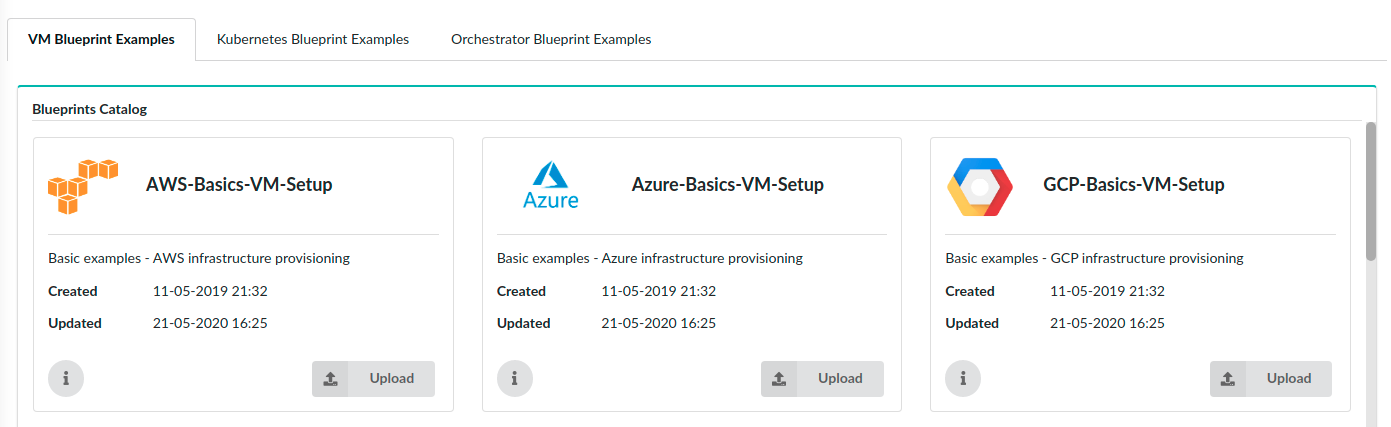 VM Blueprint Examples Kubernetes Blueprint Examples Orchestrator Blueprint Examples
Blueprints Catalog
AWS-Basics-VM-Setup
Basic examples - AWS infrastructure provisioning
Created 11-05-2019 21:32
Updated 21-05-2020 16:25
i Upload
Azure
Azure-Basics-VM-Setup
Basic examples - Azure infrastructure provisioning
Created 11-05-2019 21:32
Updated 21-05-2020 16:25
i Upload
GCP-Basics-VM-Setup
Basic examples - GCP infrastructure provisioning
Created 11-05-2019 21:32
Updated 21-05-2020 16:25
i Upload